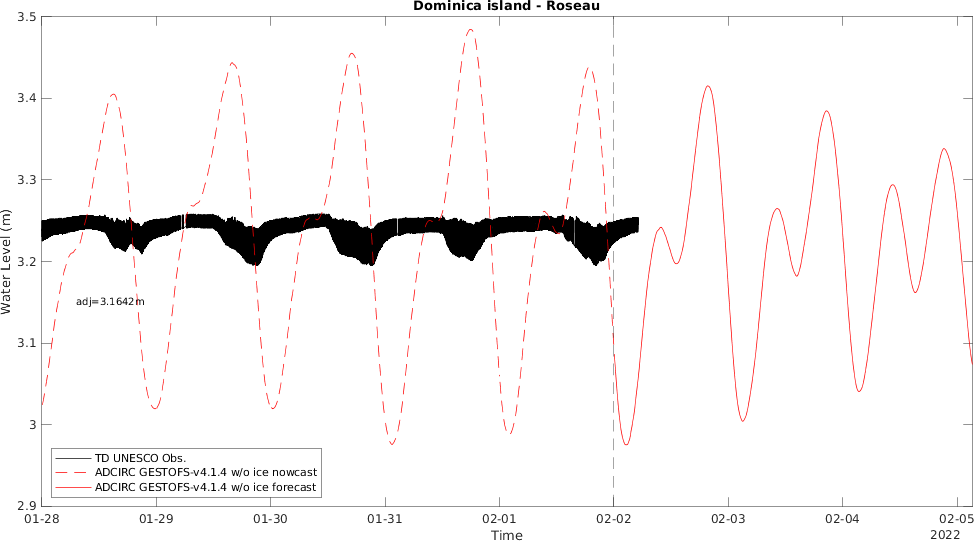 Dominica island - Roseau
3.5
3.4
3.3
3.2
3.1
3
2.9
Water Level (m)
adj=3.1642m
TD UNESCO Obs.
ADCIRC GESTOFS-v4.1.4 w/o ice nowcast
ADCIRC GESTOFS-v4.1.4 w/o ice forecast
01-28 01-29 01-30 01-31 02-01 02-02 02-03 02-04 02-05
Time
2022